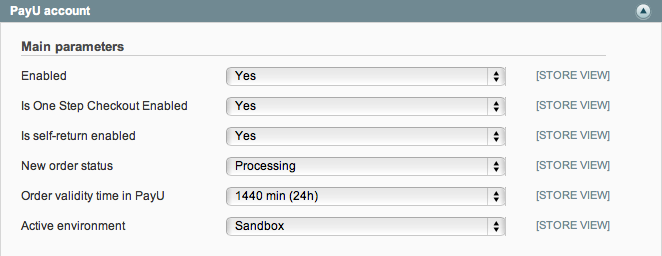 PayU account
Main parameters
Enabled Yes [STORE VIEW]
Is One Step Checkout Enabled Yes [STORE VIEW]
Is self-return enabled Yes [STORE VIEW]
New order status Processing [STORE VIEW]
Order validity time in PayU 1440 min (24h) [STORE VIEW]
Active environment Sandbox [STORE VIEW]